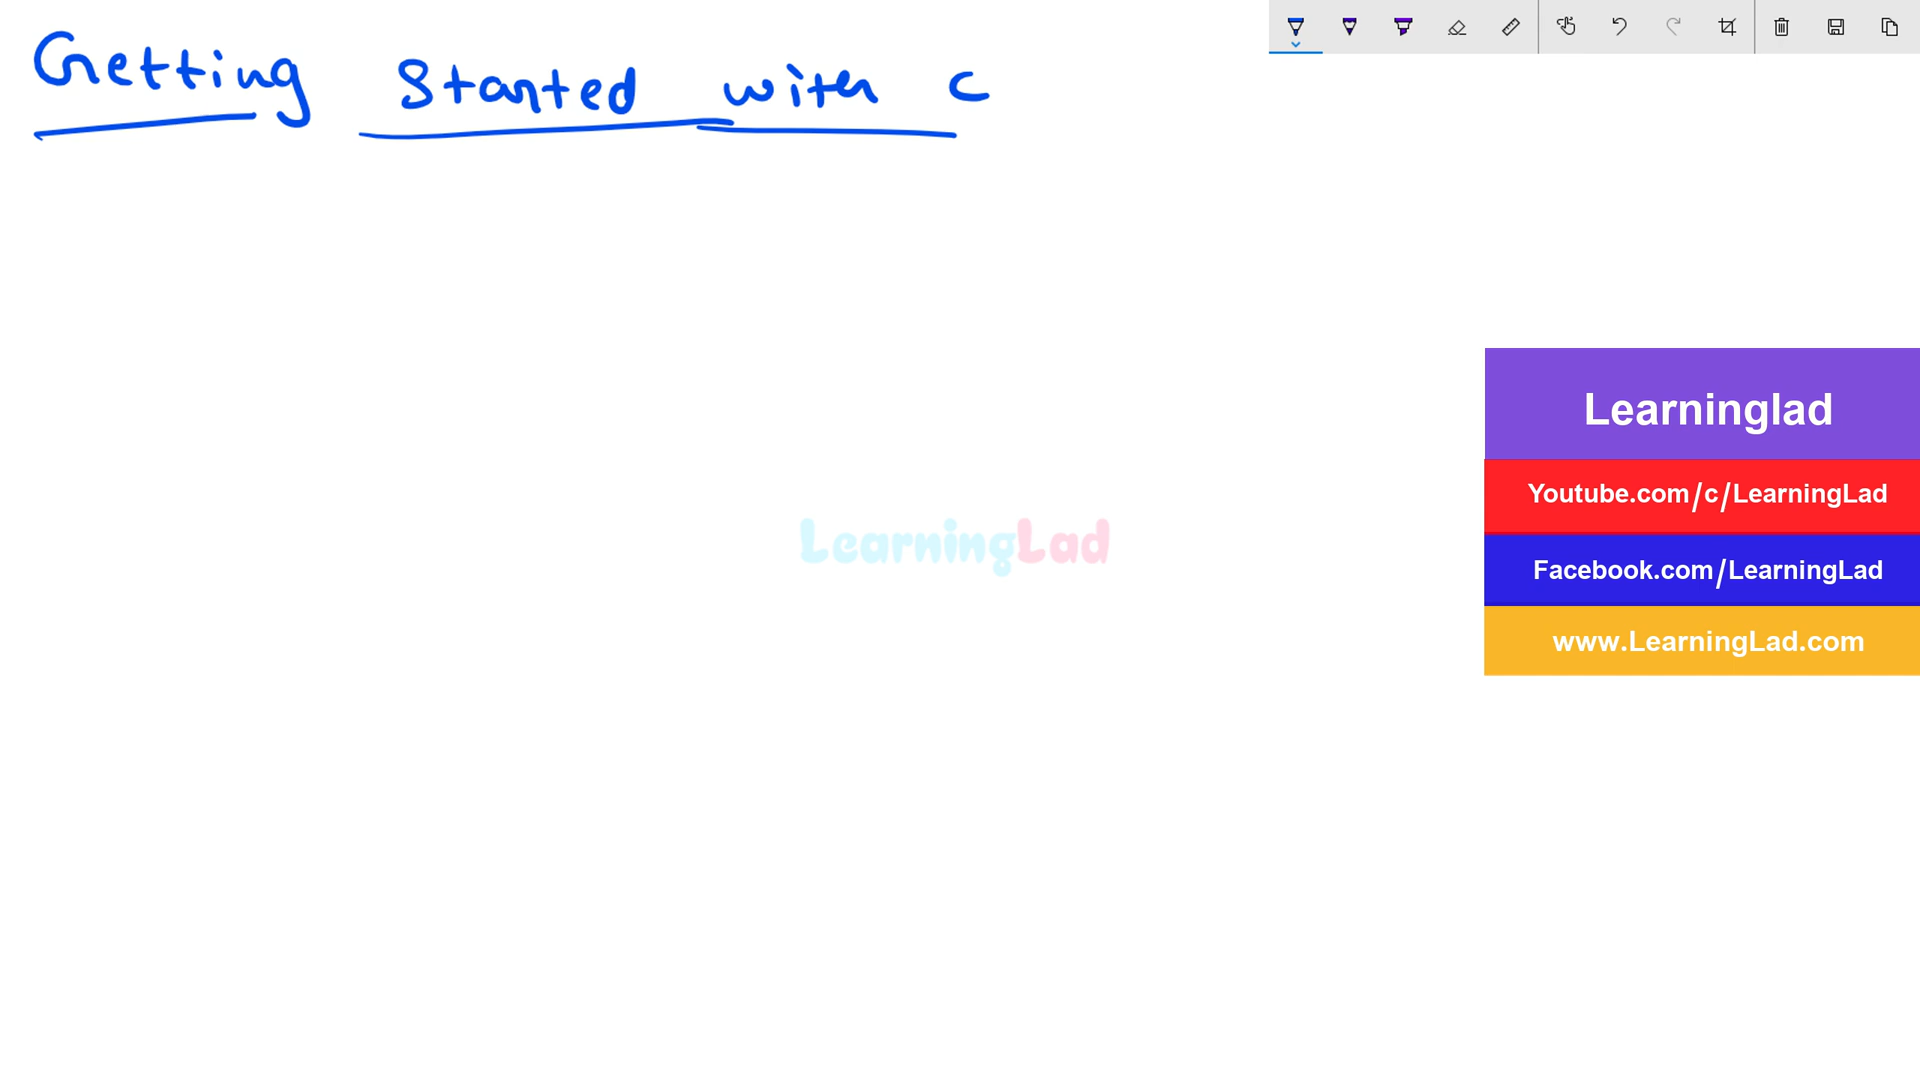 Getting Started with C
Learninglad
Youtube.com/c/LearningLad
LearningLad
Facebook.com/LearningLad
www.LearningLad.com